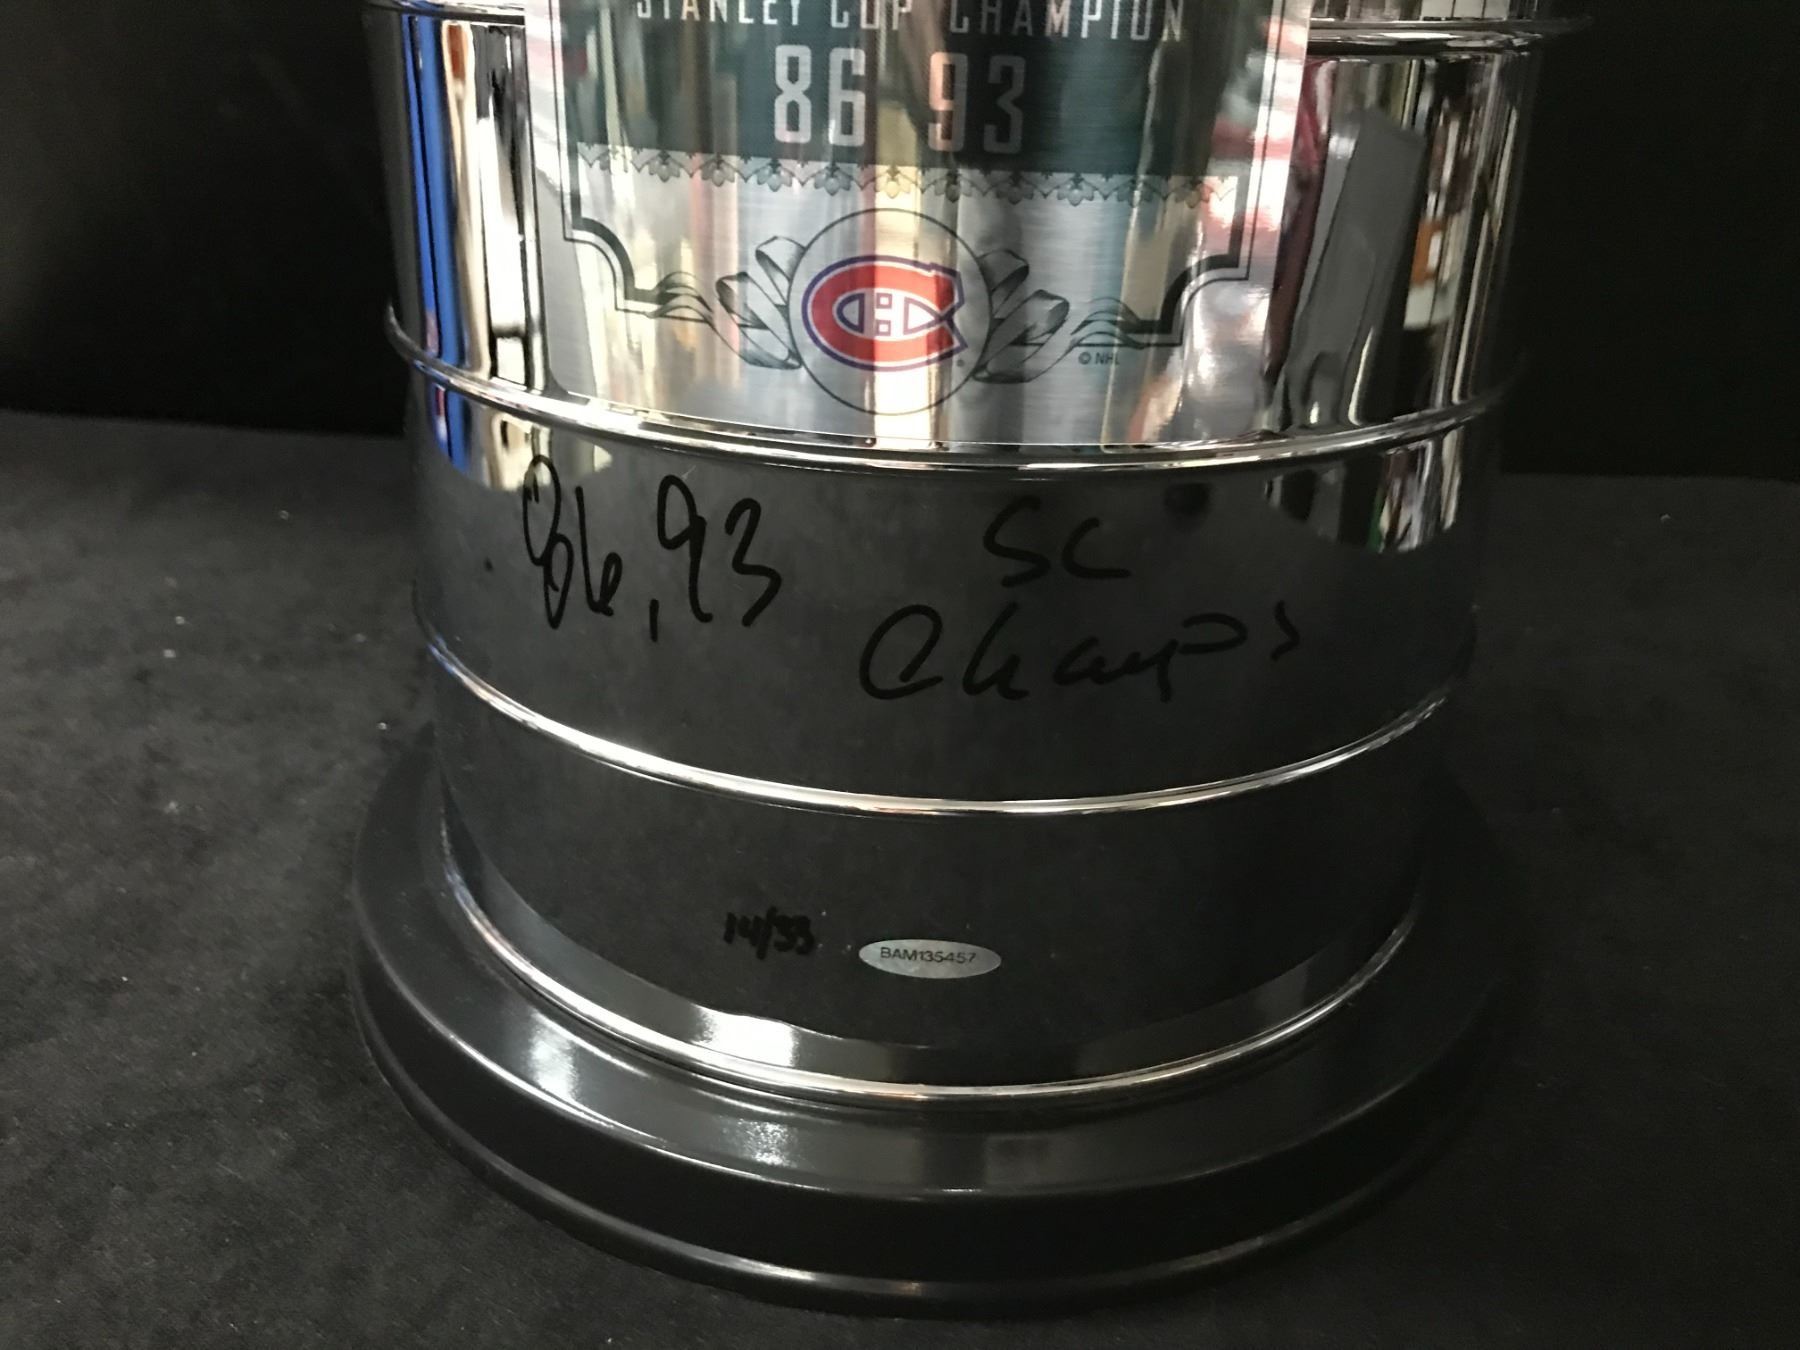 STANLEY CUP CHAMPION
86 93
© NHL
86, 93 SC
Champs
14/33 BAM135457